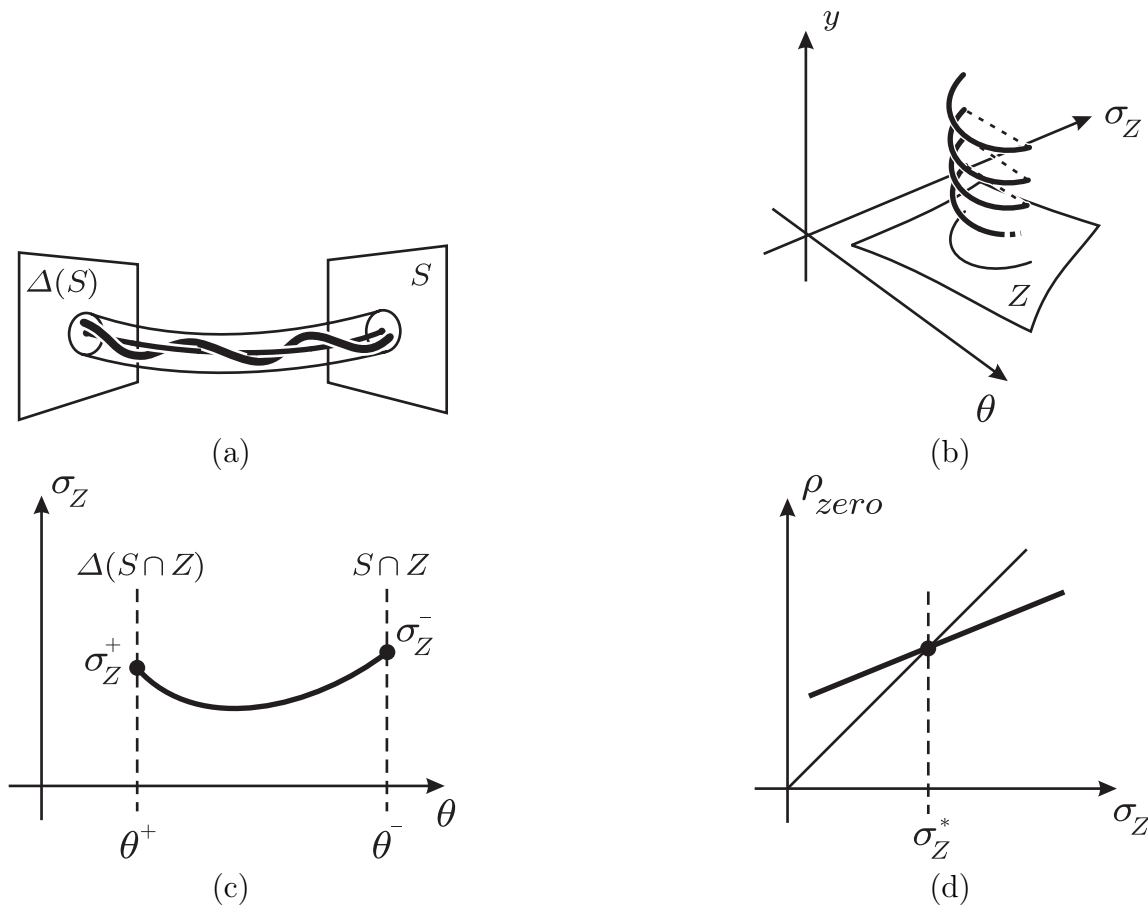 Δ(S)
S
(a)
y
σ_Z
Z
θ
(b)
σ_Z
Δ(S ∩ Z)
S ∩ Z
σ_Z^+
σ_Z^-
θ
θ^+
θ^-
(c)
ρ_zero
σ_Z^*
σ_Z
(d)